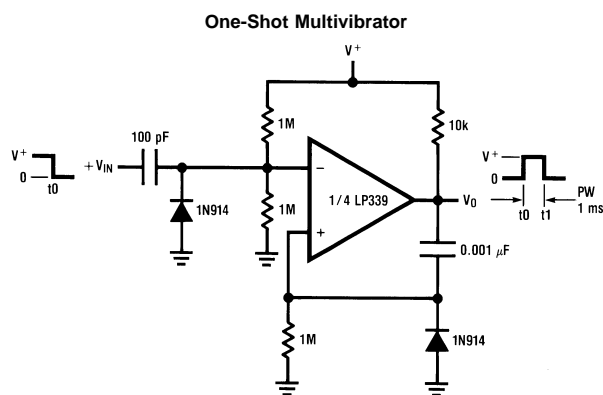 One-Shot Multivibrator
V+
1M
10k
100 pF
V+
0
t0
+VIN
V+
0
PW
1 ms
t0 t1
−
1/4 LP339
+
VO
1N914
1M
0.001 μF
1M
1N914